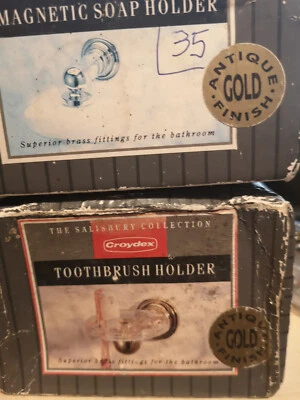 MAGNETIC SOAP HOLDER
35
ANTIQUE
GOLD
FINISH
Superior brass fittings for the bathroom
THE SALISBURY COLLECTION
Croydex
TOOTHBRUSH HOLDER
ANTIQUE
GOLD
FINISH
Superior brass fittings for the bathroom